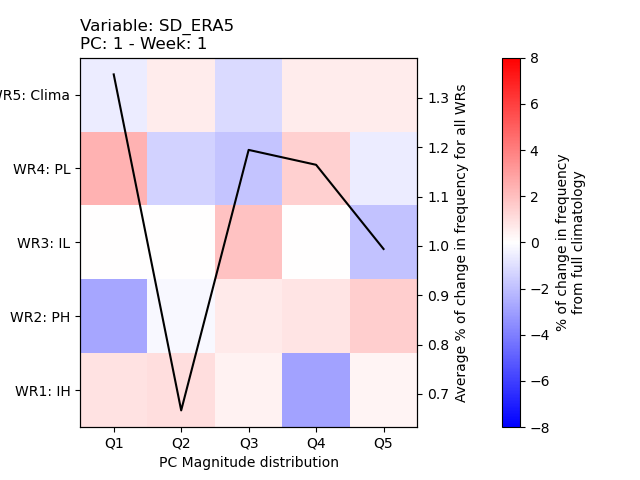 Variable: SD_ERA5
PC: 1 - Week: 1
WR5: Clima
WR4: PL
WR3: IL
WR2: PH
WR1: IH
Q1 Q2 Q3 Q4 Q5
PC Magnitude distribution
1.3
1.2
1.1
1.0
0.9
0.8
0.7
Average % of change in frequency for all WRs
8
6
4
2
0
−2
−4
−6
−8
% of change in frequency
from full climatology